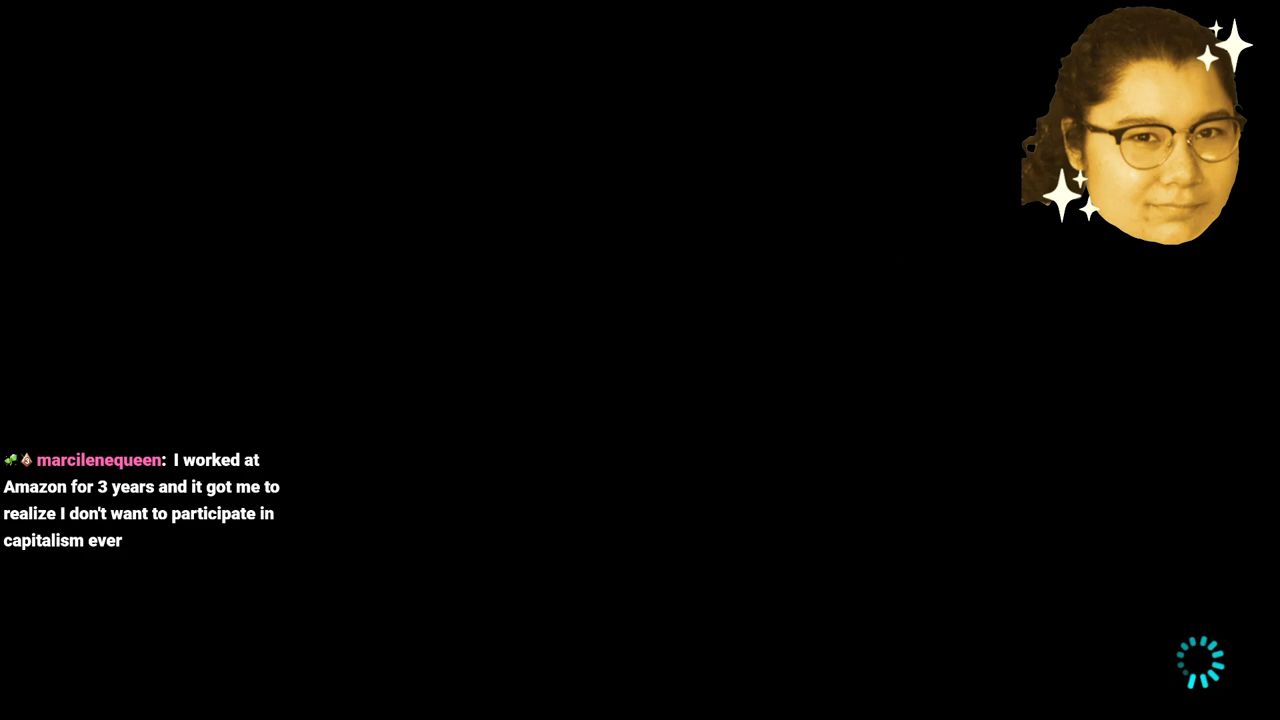 marcilenequeen: I worked at
Amazon for 3 years and it got me to
realize I don't want to participate in
capitalism ever